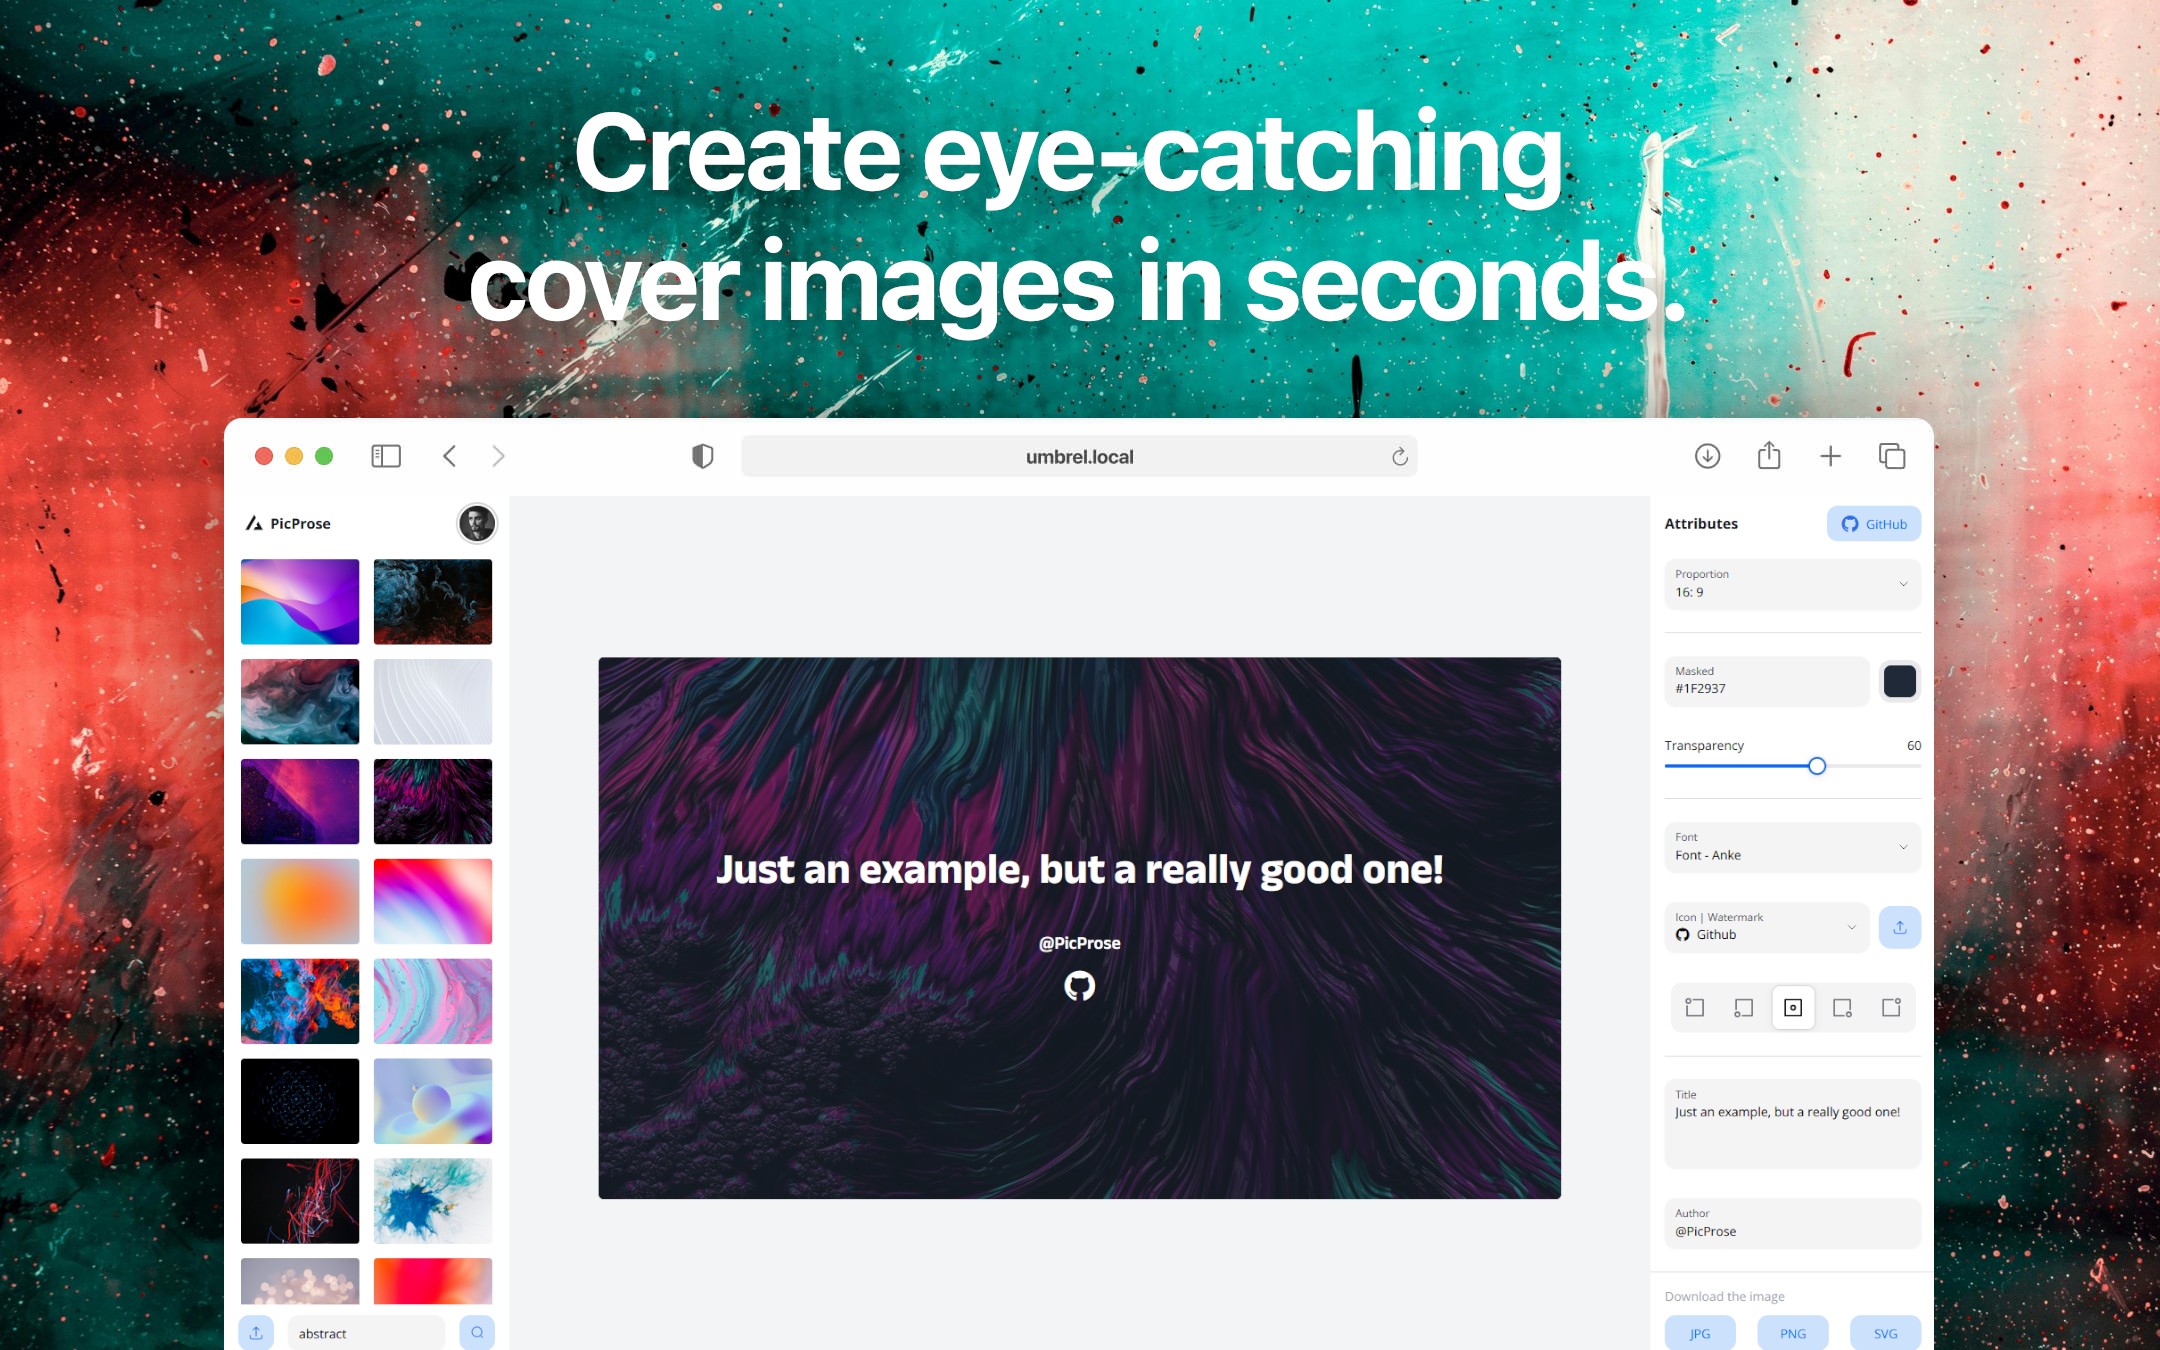 Create eye-catching
cover images in seconds.
umbrel.local
PicProse
Attributes
GitHub
Proportion
16: 9
Masked
#1F2937
Transparency
60
Font
Font - Anke
Icon | Watermark
Github
Just an example, but a really good one!
@PicProse
Title
Just an example, but a really good one!
Author
@PicProse
Download the image
JPG
PNG
SVG
abstract